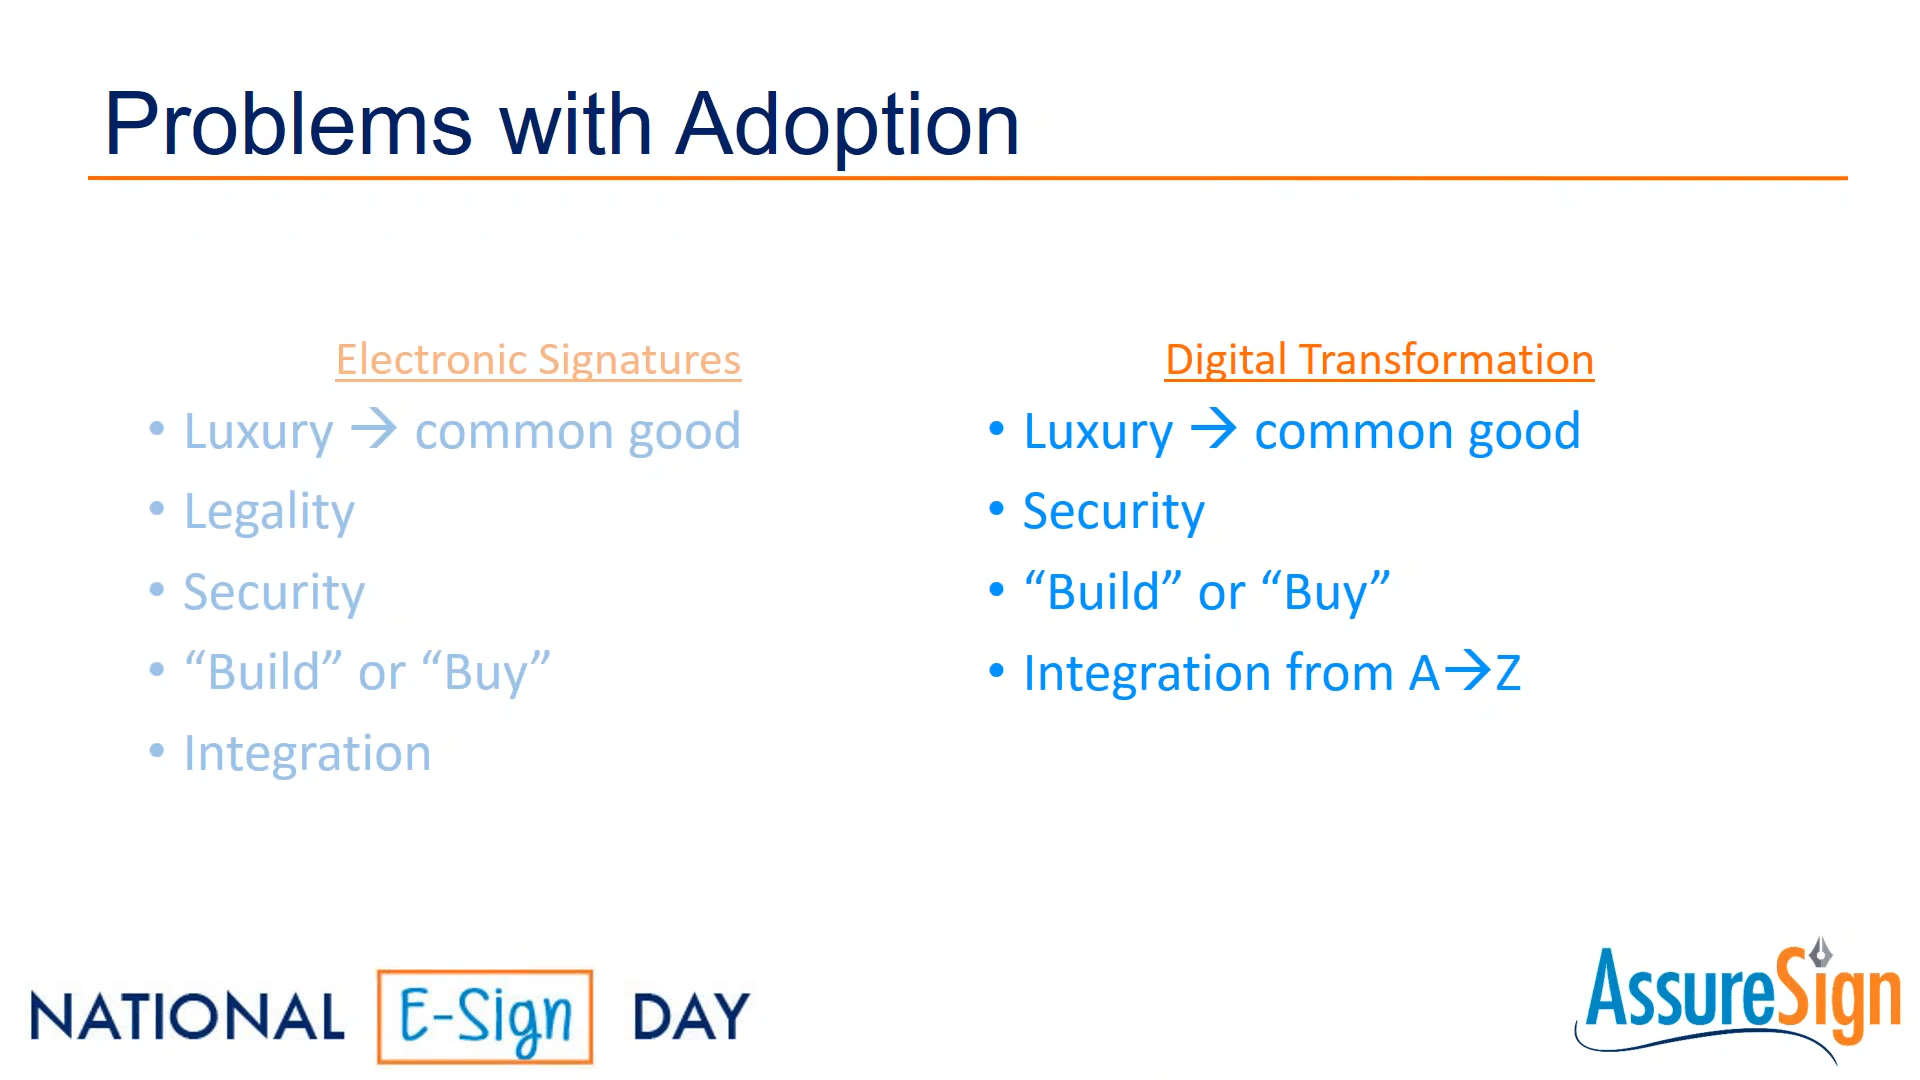 Problems with Adoption
Electronic Signatures
• Luxury → common good
• Legality
• Security
• “Build” or “Buy”
• Integration
Digital Transformation
• Luxury → common good
• Security
• “Build” or “Buy”
• Integration from A→Z
NATIONAL E-Sign DAY
AssureSign